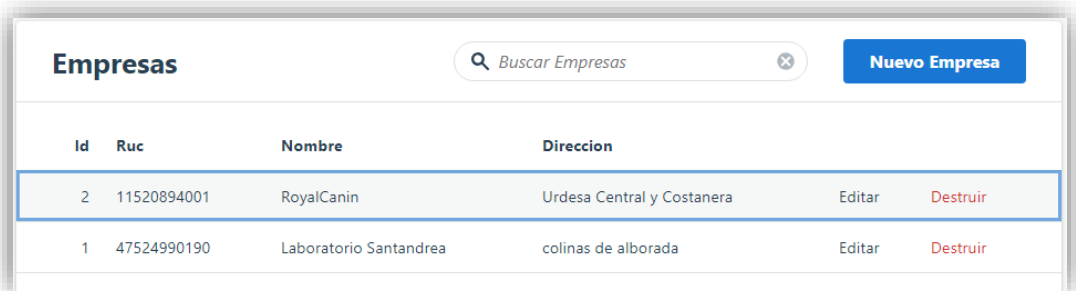 Empresas Buscar Empresas Nuevo Empresa
Id Ruc Nombre Direccion
2 11520894001 RoyalCanin Urdesa Central y Costanera Editar Destruir
1 47524990190 Laboratorio Santandrea colinas de alborada Editar Destruir